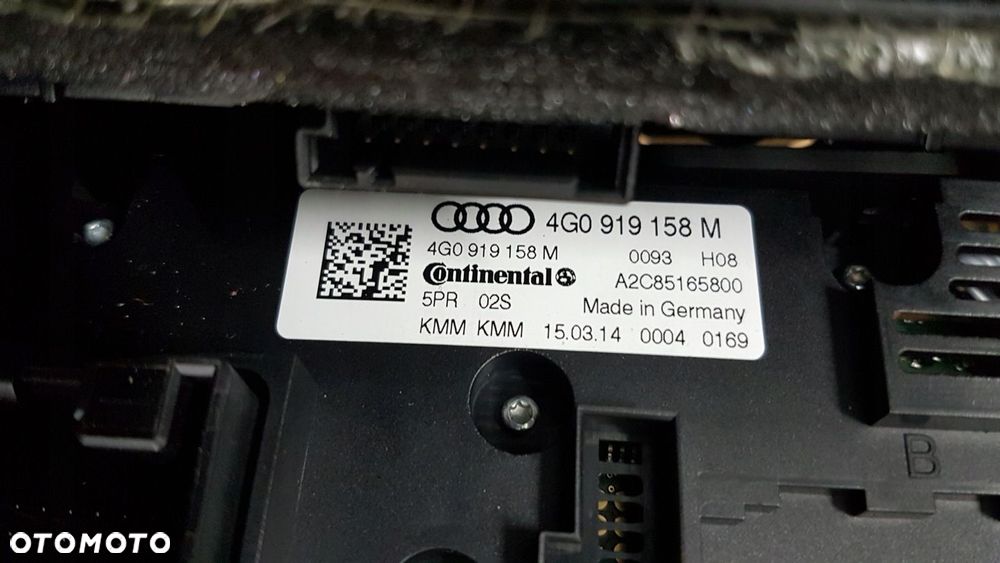 4G0 919 158 M
4G0 919 158 M 0093 H08
Continental A2C85165800
5PR 02S Made in Germany
KMM KMM 15.03.14 0004 0169
B
OTOMOTO